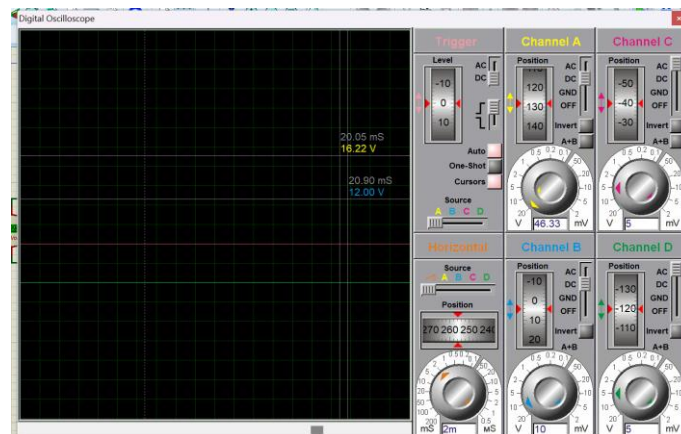 Digital Oscilloscope
20.05 mS
16.22 V
20.90 mS
12.00 V
Trigger
Level
AC
DC
-10
0
10
Auto
One-Shot
Cursors
Source
A B C D
Channel A
Position
AC
DC
GND
OFF
Invert
A+B
120
-130
140
V 46.33 mV
Channel C
Position
AC
DC
GND
OFF
Invert
A+B
-50
-40
-30
V 5 mV
Horizontal
Source
A B C D
Position
270 260 250 240
mS 2m µS
Channel B
Position
AC
DC
GND
OFF
Invert
A+B
-10
0
10
20
V 10 mV
Channel D
Position
AC
DC
GND
OFF
Invert
A+B
-130
-120
-110
V 5 mV